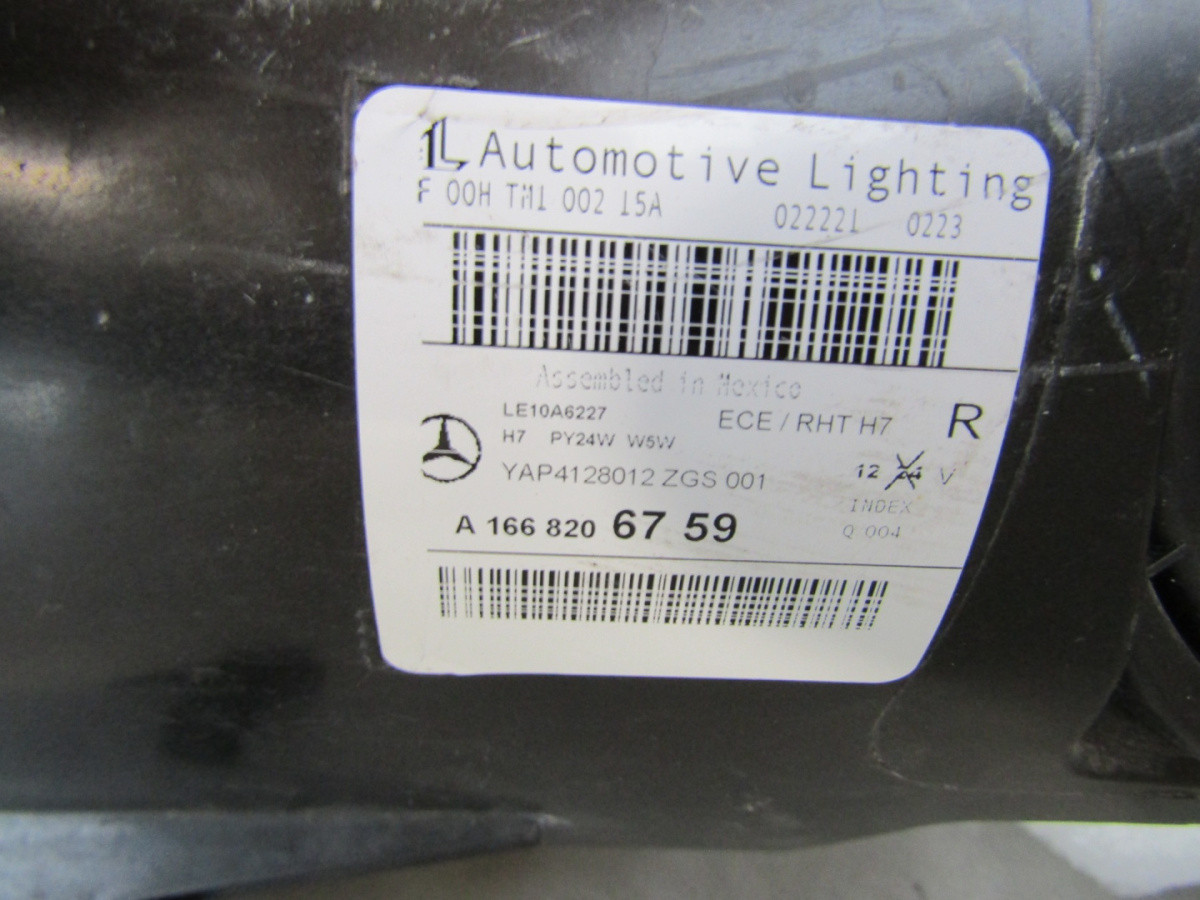 Automotive Lighting
F 00H TM1 002 15A 022221 0223
Assembled in Mexico
LE10A6227
H7 PY24W W5W
ECE / RHT H7
R
YAP4128012 ZGS 001
12 24 V
INDEX
Q 004
A 166 820 67 59